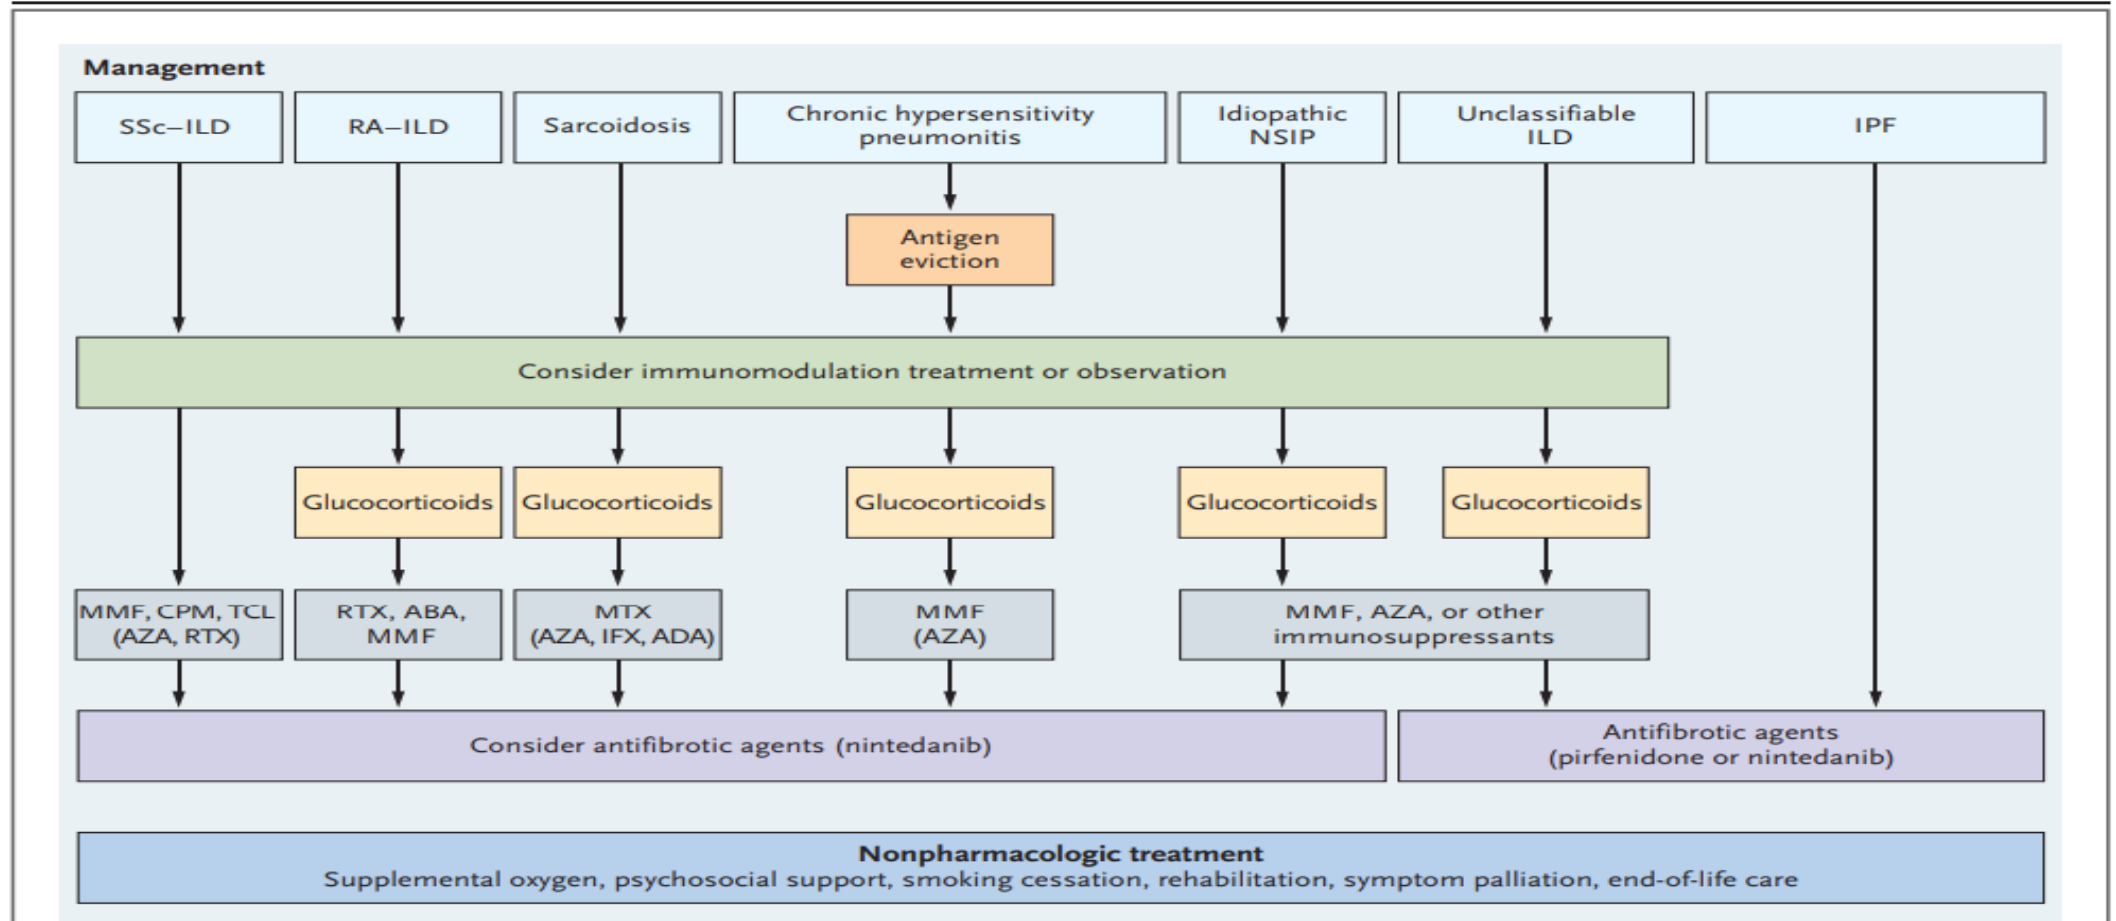 Management
SSc–ILD
RA–ILD
Sarcoidosis
Chronic hypersensitivity
pneumonitis
Idiopathic
NSIP
Unclassifiable
ILD
IPF
Antigen
eviction
Consider immunomodulation treatment or observation
Glucocorticoids
Glucocorticoids
Glucocorticoids
Glucocorticoids
Glucocorticoids
MMF, CPM, TCL
(AZA, RTX)
RTX, ABA,
MMF
MTX
(AZA, IFX, ADA)
MMF
(AZA)
MMF, AZA, or other
immunosuppressants
Consider antifibrotic agents (nintedanib)
Antifibrotic agents
(pirfenidone or nintedanib)
Nonpharmacologic treatment
Supplemental oxygen, psychosocial support, smoking cessation, rehabilitation, symptom palliation, end-of-life care